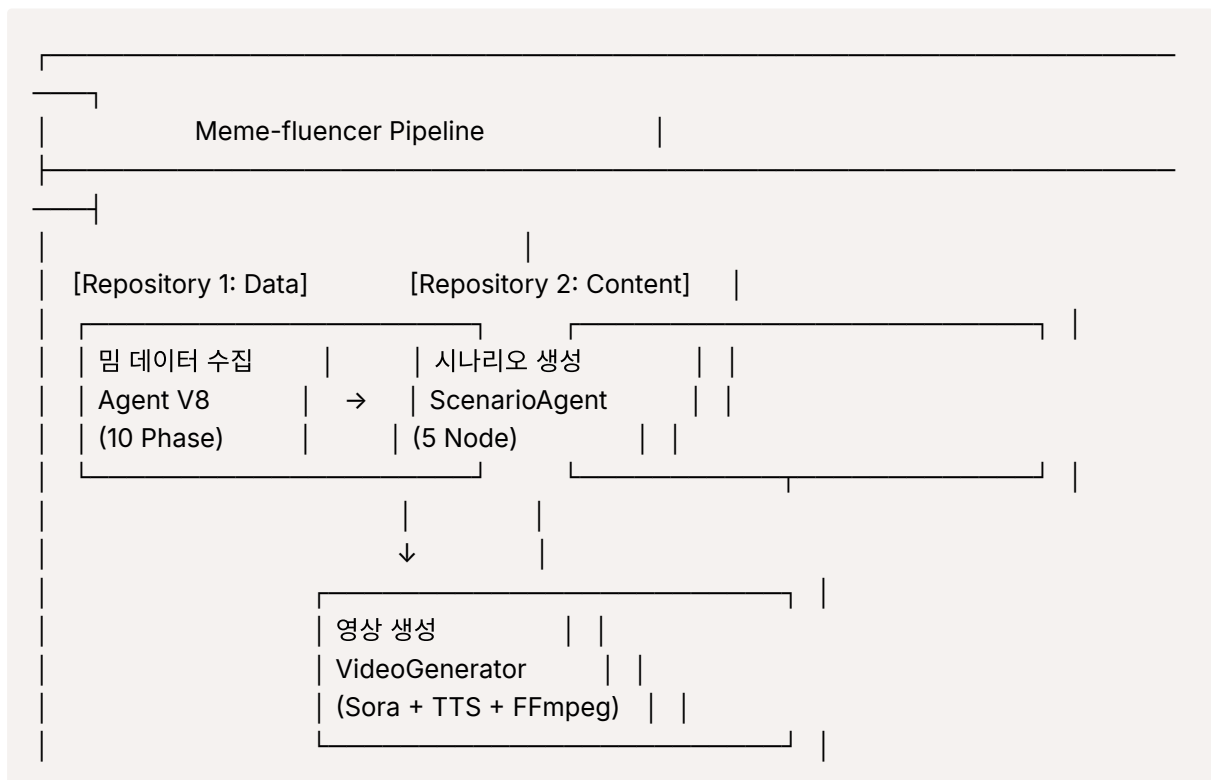 Meme-fluencer Pipeline
[Repository 1: Data] [Repository 2: Content]
밈 데이터 수집 시나리오 생성
Agent V8 → ScenarioAgent
(10 Phase) (5 Node)
↓
영상 생성
VideoGenerator
(Sora + TTS + FFmpeg)